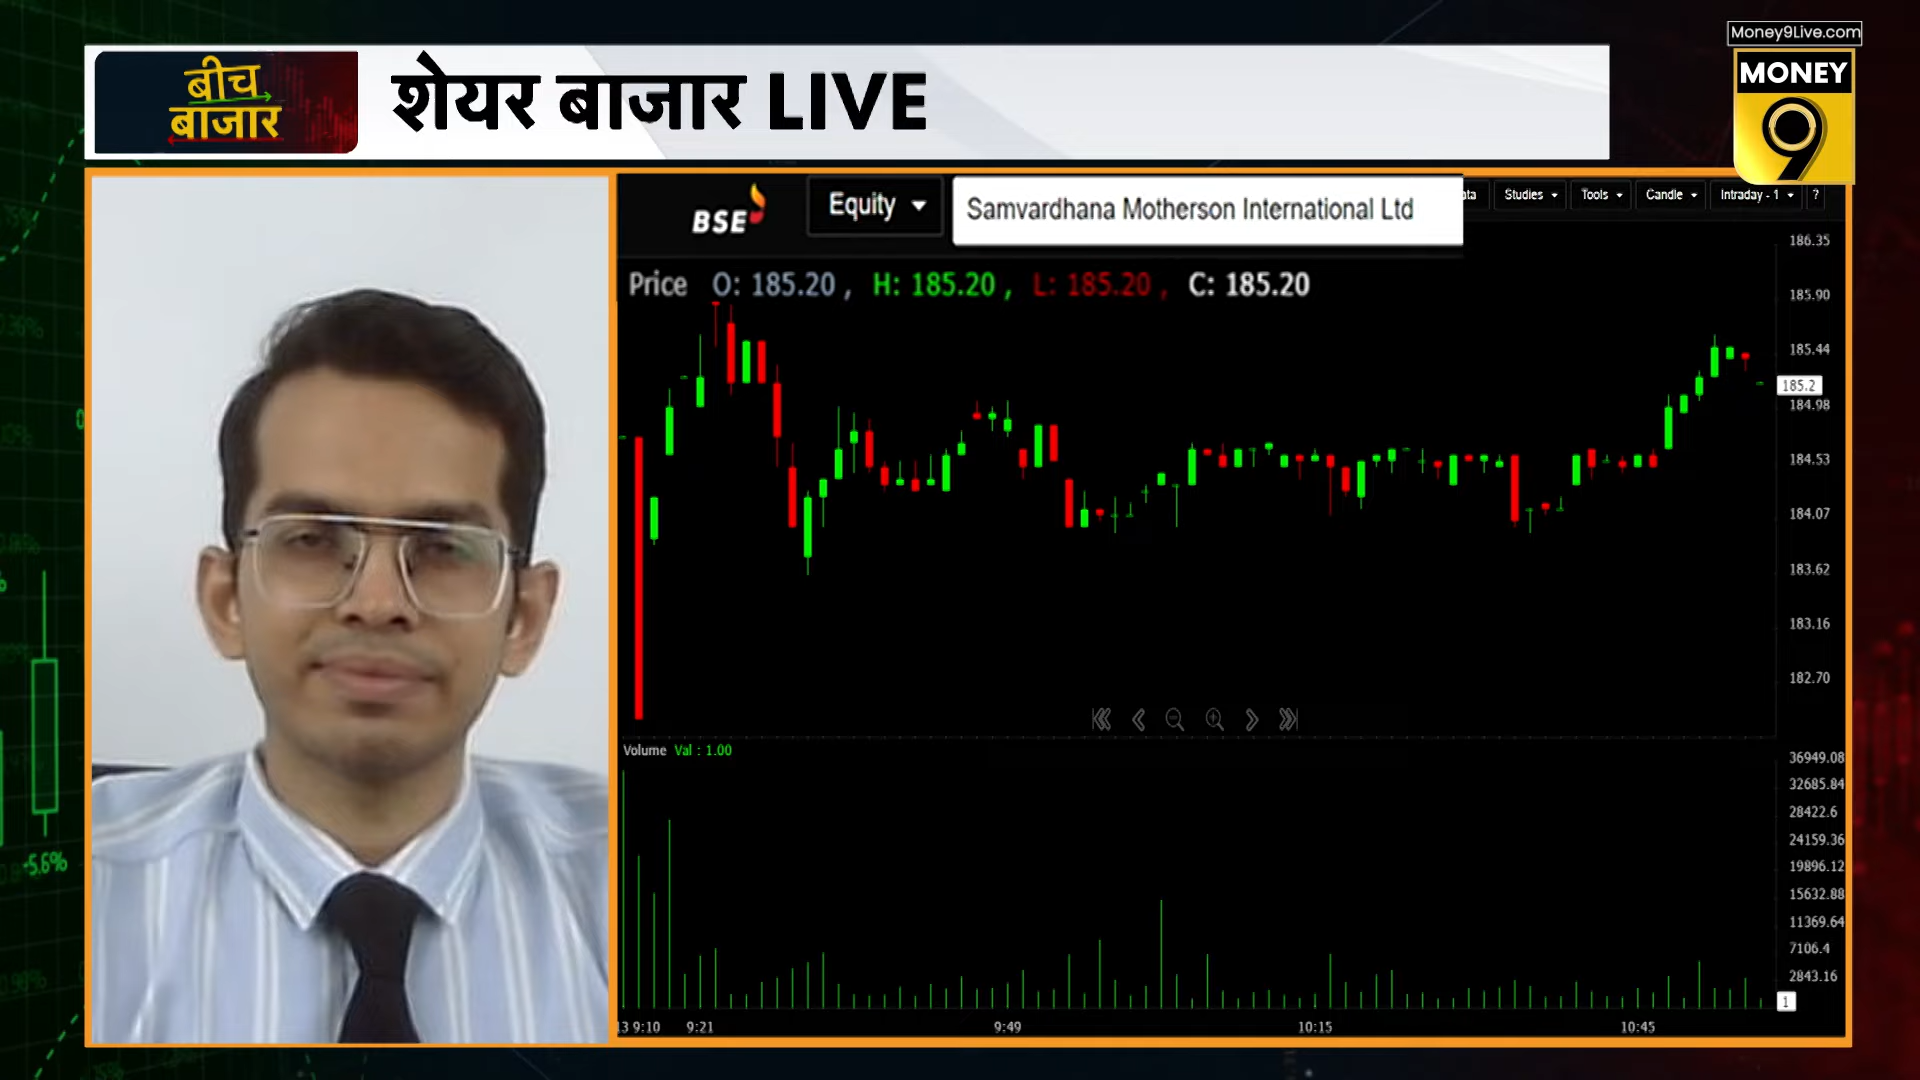 Money9Live.com
MONEY
9
बीच
बाजार
शेयर बाजार LIVE
BSE
Equity
Samvardhana Motherson International Ltd
Studies
Tools
Candle
Intraday - 1
?
Price O: 185.20 , H: 185.20 , L: 185.20 , C: 185.20
186.35
185.90
185.44
185.2
184.98
184.53
184.07
183.62
183.16
182.70
Volume Val : 1.00
36949.08
32685.84
28422.6
24159.36
19896.12
15632.88
11369.64
7106.4
2843.16
1
13 9:10 9:21 9:49 10:15 10:45
-5.6%